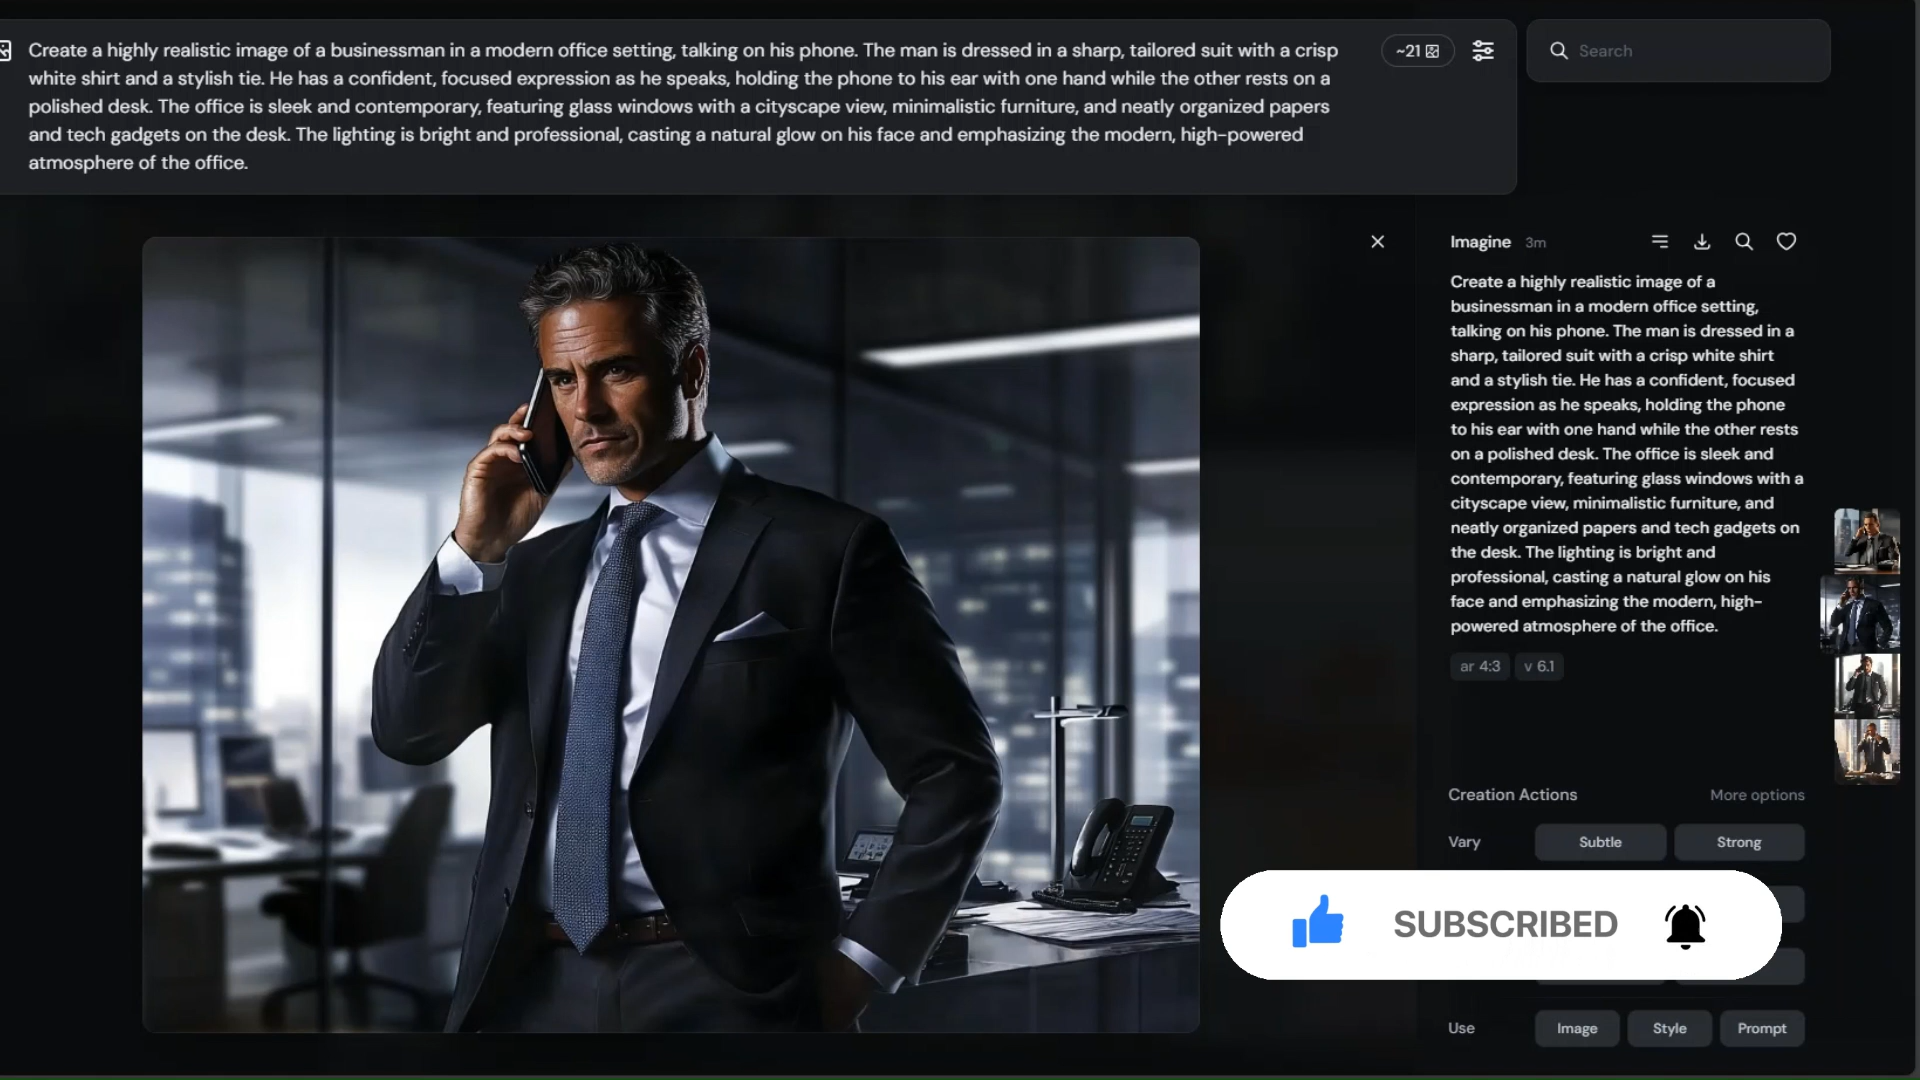 Create a highly realistic image of a businessman in a modern office setting, talking on his phone. The man is dressed in a sharp, tailored suit with a crisp
white shirt and a stylish tie. He has a confident, focused expression as he speaks, holding the phone to his ear with one hand while the other rests on a
polished desk. The office is sleek and contemporary, featuring glass windows with a cityscape view, minimalistic furniture, and neatly organized papers
and tech gadgets on the desk. The lighting is bright and professional, casting a natural glow on his face and emphasizing the modern, high-powered
atmosphere of the office.
~21
Search
Imagine 3m
Create a highly realistic image of a
businessman in a modern office setting,
talking on his phone. The man is dressed in a
sharp, tailored suit with a crisp white shirt
and a stylish tie. He has a confident, focused
expression as he speaks, holding the phone
to his ear with one hand while the other rests
on a polished desk. The office is sleek and
contemporary, featuring glass windows with a
cityscape view, minimalistic furniture, and
neatly organized papers and tech gadgets on
the desk. The lighting is bright and
professional, casting a natural glow on his
face and emphasizing the modern, high-
powered atmosphere of the office.
ar 4:3 v 6.1
Creation Actions More options
Vary Subtle Strong
SUBSCRIBED
Use Image Style Prompt